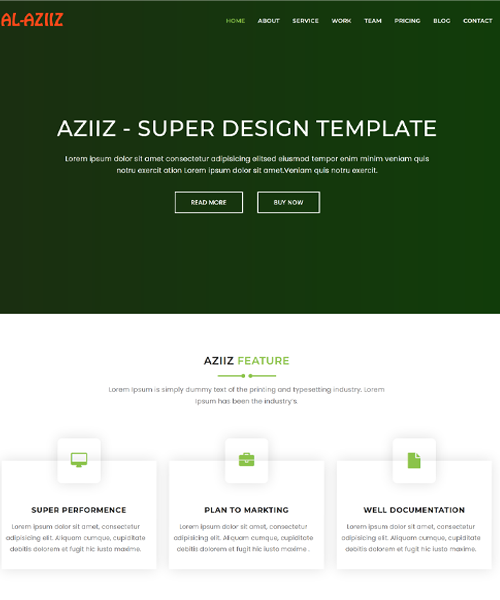 AL-AZIIZ
HOME ABOUT SERVICE WORK TEAM PRICING BLOG CONTACT
AZIIZ - SUPER DESIGN TEMPLATE
Lorem ipsum dolor sit amet consectetur adipisicing elitsed eiusmod tempor enim minim veniam quis
notru exercit ation Lorem ipsum dolor sit amet.Veniam quis notru exercit.
READ MORE BUY NOW
AZIIZ FEATURE
Lorem Ipsum is simply dummy text of the printing and typesetting industry. Lorem
Ipsum has been the industry's
SUPER PERFORMENCE
Lorem ipsum dolor sit amet, consectetur
adipisicing elit. Aliquam cumque, cupiditate
debitis dolorem et fugit hic iusto maxime.
PLAN TO MARKTING
Lorem ipsum dolor sit amet, consectetur
adipisicing elit. Aliquam cumque, cupiditate
debitis dolorem et fugit hic iusto maxime .
WELL DOCUMENTATION
Lorem ipsum dolor sit amet, consectetur
adipisicing elit. Aliquam cumque, cupiditate
debitis dolorem et fugit hic iusto maxime.